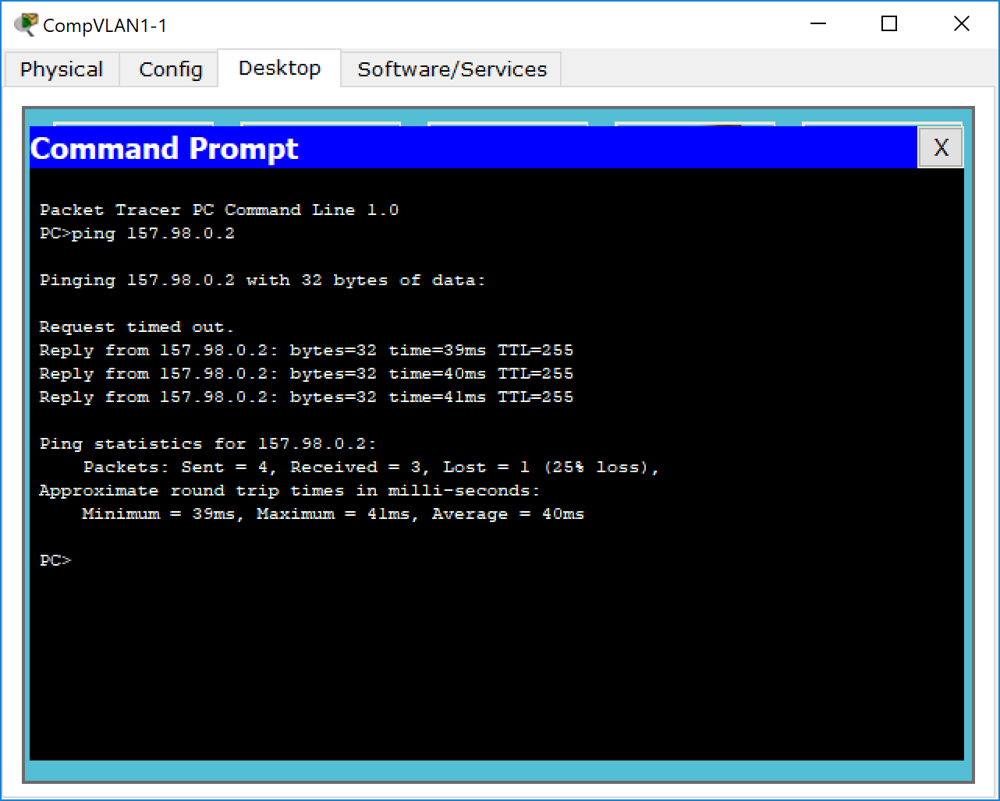 CompVLAN1-1
Physical Config Desktop Software/Services
Command Prompt X
Packet Tracer PC Command Line 1.0
PC>ping 157.98.0.2
Pinging 157.98.0.2 with 32 bytes of data:
Request timed out.
Reply from 157.98.0.2: bytes=32 time=39ms TTL=255
Reply from 157.98.0.2: bytes=32 time=40ms TTL=255
Reply from 157.98.0.2: bytes=32 time=41ms TTL=255
Ping statistics for 157.98.0.2:
    Packets: Sent = 4, Received = 3, Lost = 1 (25% loss),
Approximate round trip times in milli-seconds:
    Minimum = 39ms, Maximum = 41ms, Average = 40ms
PC>